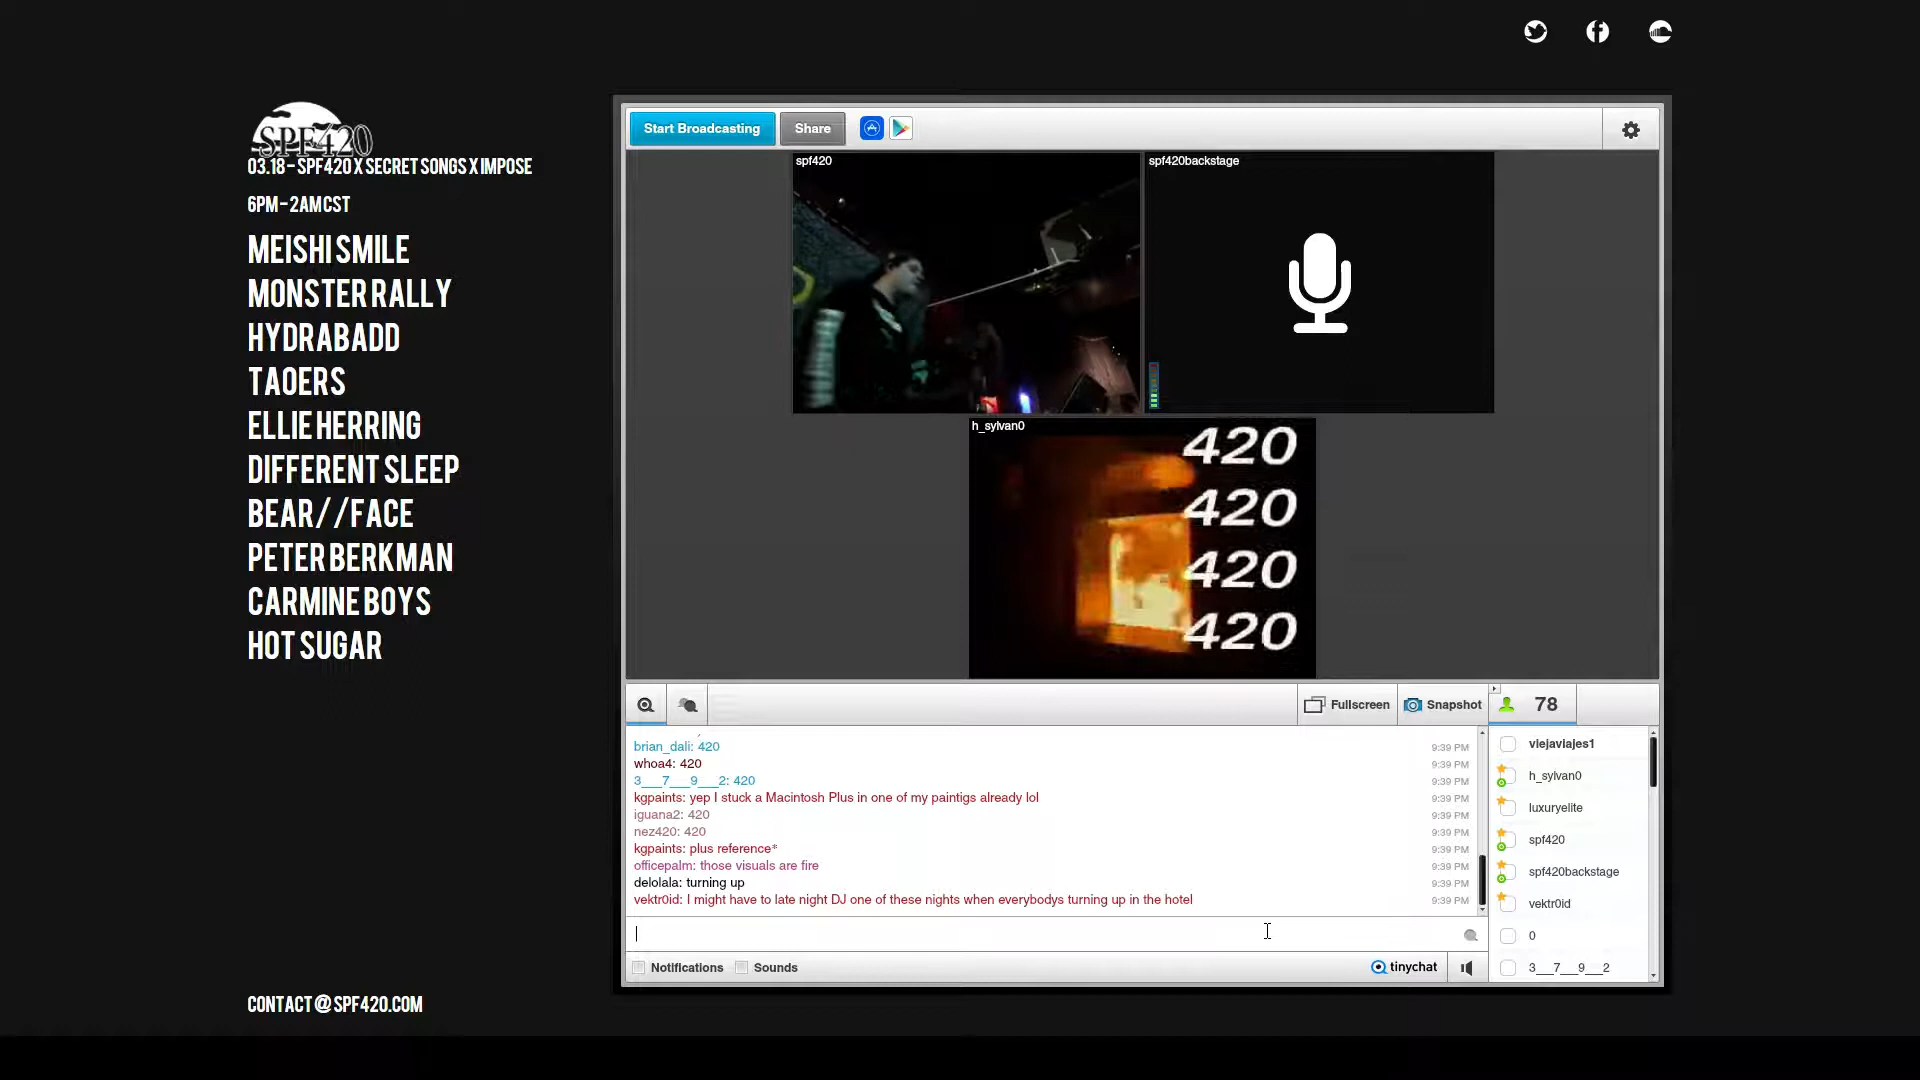 SPF420
03.18 - SPF420 X SECRET SONGS X IMPOSE
6PM - 2AM CST
MEISHI SMILE
MONSTER RALLY
HYDRABADD
TAOERS
ELLIE HERRING
DIFFERENT SLEEP
BEAR//FACE
PETER BERKMAN
CARMINE BOYS
HOT SUGAR
CONTACT@SPF420.COM
Start Broadcasting
Share
spf420
spf420backstage
h_sylvan0
420
420
420
420
Fullscreen
Snapshot
78
brian_dali: 420 9:39 PM
whoa4: 420 9:39 PM
3___7___9___2: 420 9:39 PM
kgpaints: yep I stuck a Macintosh Plus in one of my paintigs already lol 9:39 PM
iguana2: 420 9:39 PM
nez420: 420 9:39 PM
kgpaints: plus reference* 9:39 PM
officepalm: those visuals are fire 9:39 PM
delolala: turning up 9:39 PM
vektr0id: I might have to late night DJ one of these nights when everybodys turning up in the hotel 9:39 PM
Notifications
Sounds
tinychat
viejaviajes1
h_sylvan0
luxuryelite
spf420
spf420backstage
vektr0id
0
3___7___9___2